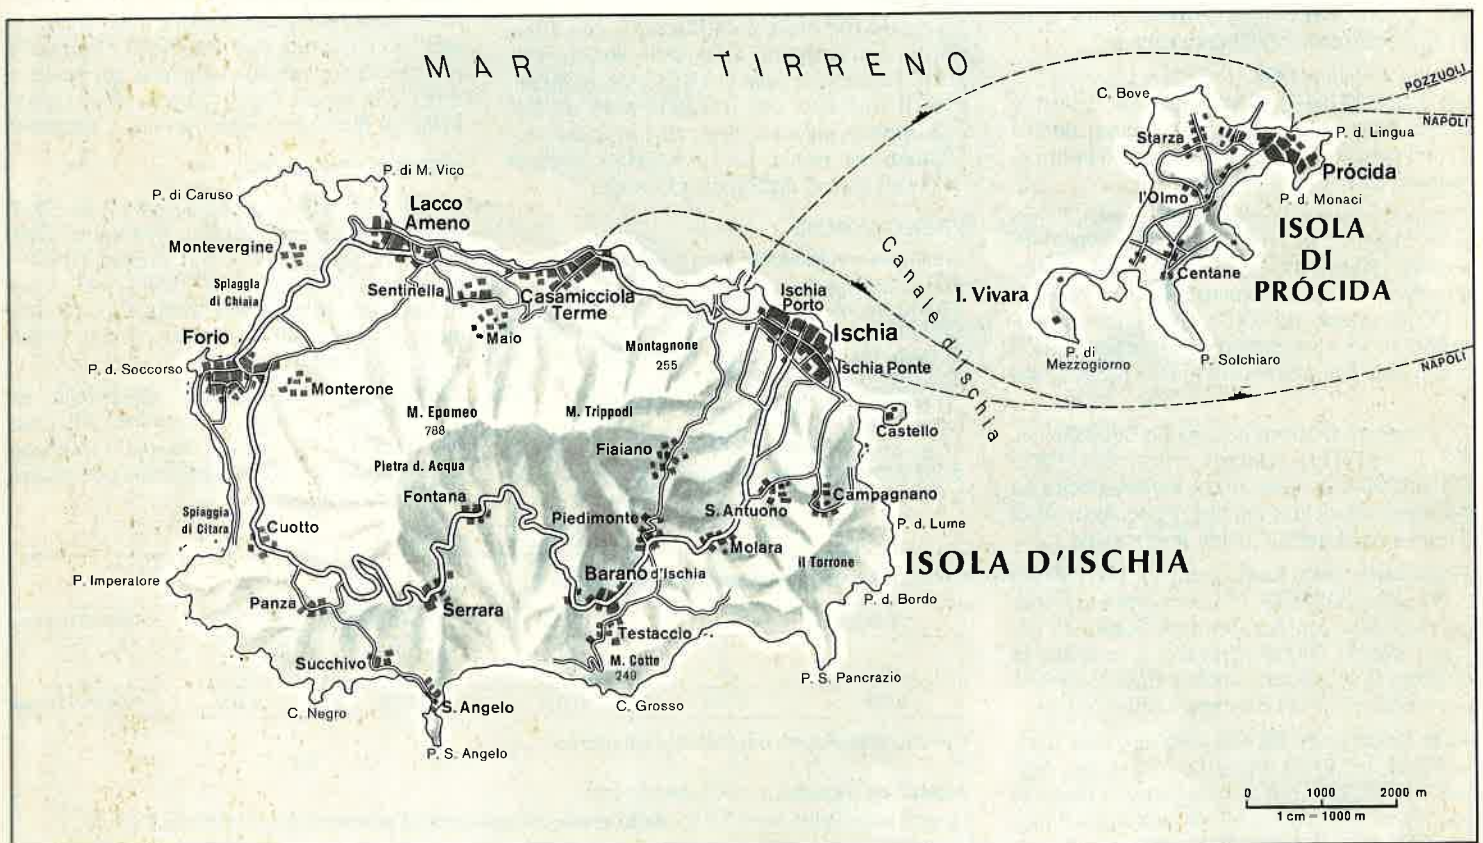 MAR TIRRENO
POZZUOLI
NAPOLI
C. Bove
Starza
P. d. Lingua
Prócida
l'Olmo
P. d. Monaci
ISOLA
DI
PRÓCIDA
Centane
I. Vivara
P. di
Mezzogiorno
P. Solchiaro
NAPOLI
Canale d'Ischia
P. di M. Vico
P. di Caruso
Lacco
Ameno
Montevergine
Spiaggia
di Chiaia
Sentinella
Casamicciola
Terme
Maio
Ischia
Porto
Ischia
Ischia Ponte
Montagnone
255
Forio
P. d. Soccorso
Monterone
M. Epomeo
788
M. Trippodi
Castello
Fiaiano
Pietra d. Acqua
Fontana
Campagnano
S. Antuono
Spiaggia
di Citara
Cuotto
Piedimonte
P. d. Lume
Molara
il Torrone
ISOLA D'ISCHIA
P. Imperatore
Barano d'Ischia
Panza
Serrara
P. d. Bordo
Testaccio
Succhivo
M. Cotte
249
P. S. Pancrazio
C. Negro
S. Angelo
C. Grosso
P. S. Angelo
0 1000 2000 m
1 cm = 1000 m